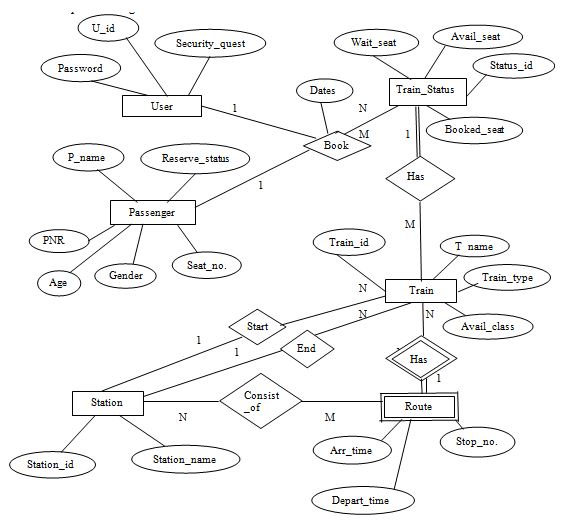 U_id
Security_quest
Password
User
Wait_seat
Avail_seat
Status_id
Train_Status
Booked_seat
Dates
1
N
M
Book
1
1
P_name
Reserve_status
Passenger
PNR
Age
Gender
Seat_no.
Has
M
Train_id
T_name
Train_type
Train
Avail_class
N
N
N
Start
End
1
1
Has
1
Station
N
Consist
_of
M
Route
Station_id
Station_name
Arr_time
Stop_no.
Depart_time